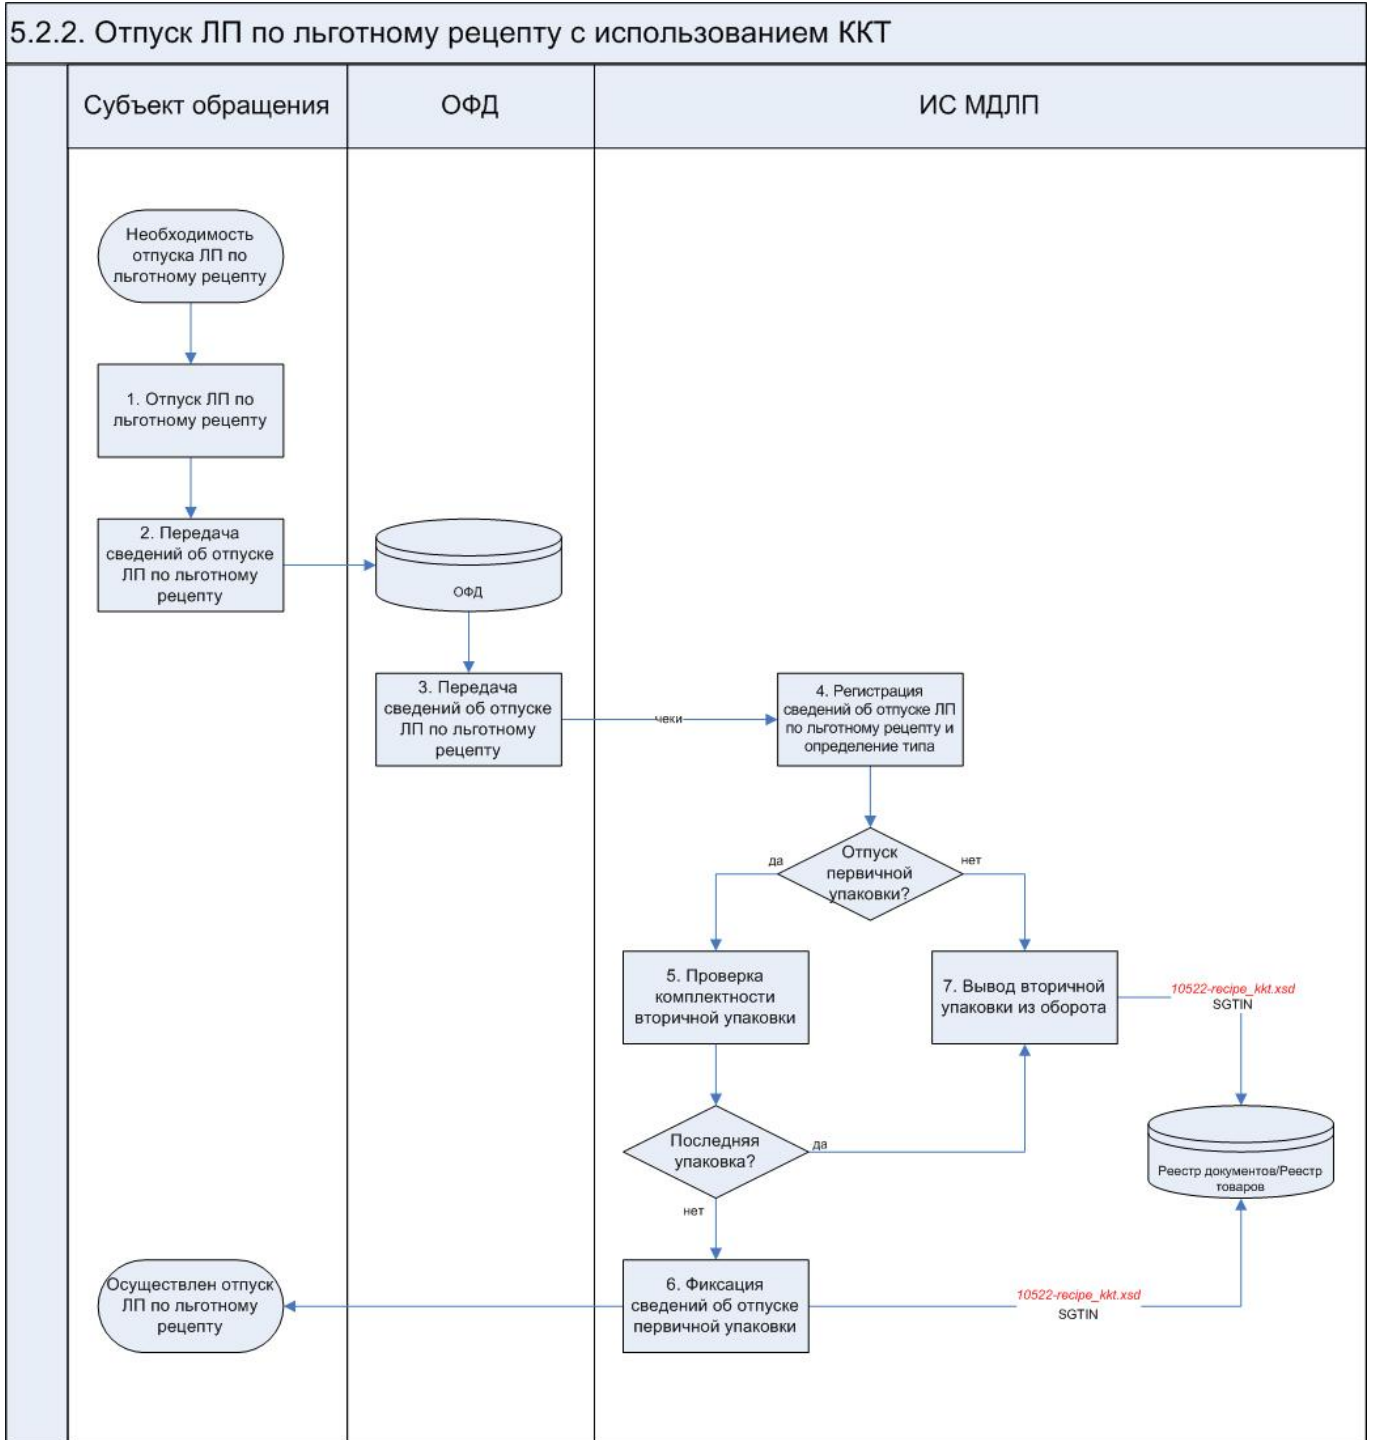 5.2.2. Отпуск ЛП по льготному рецепту с использованием ККТ
Субъект обращения
ОФД
ИС МДЛП
Необходимость
отпуска ЛП по
льготному рецепту
1. Отпуск ЛП по
льготному рецепту
2. Передача
сведений об отпуске
ЛП по льготному
рецепту
ОФД
3. Передача
сведений об отпуске
ЛП по льготному
рецепту
чеки
4. Регистрация
сведений об отпуске ЛП
по льготному рецепту и
определение типа
Отпуск
первичной
упаковки?
да
нет
5. Проверка
комплектности
вторичной упаковки
7. Вывод вторичной
упаковки из оборота
10522-recipe_kkt.xsd
SGTIN
Последняя
упаковка?
да
нет
Реестр документов/Реестр
товаров
Осуществлен отпуск
ЛП по льготному
рецепту
6. Фиксация
сведений об отпуске
первичной упаковки
10522-recipe_kkt.xsd
SGTIN